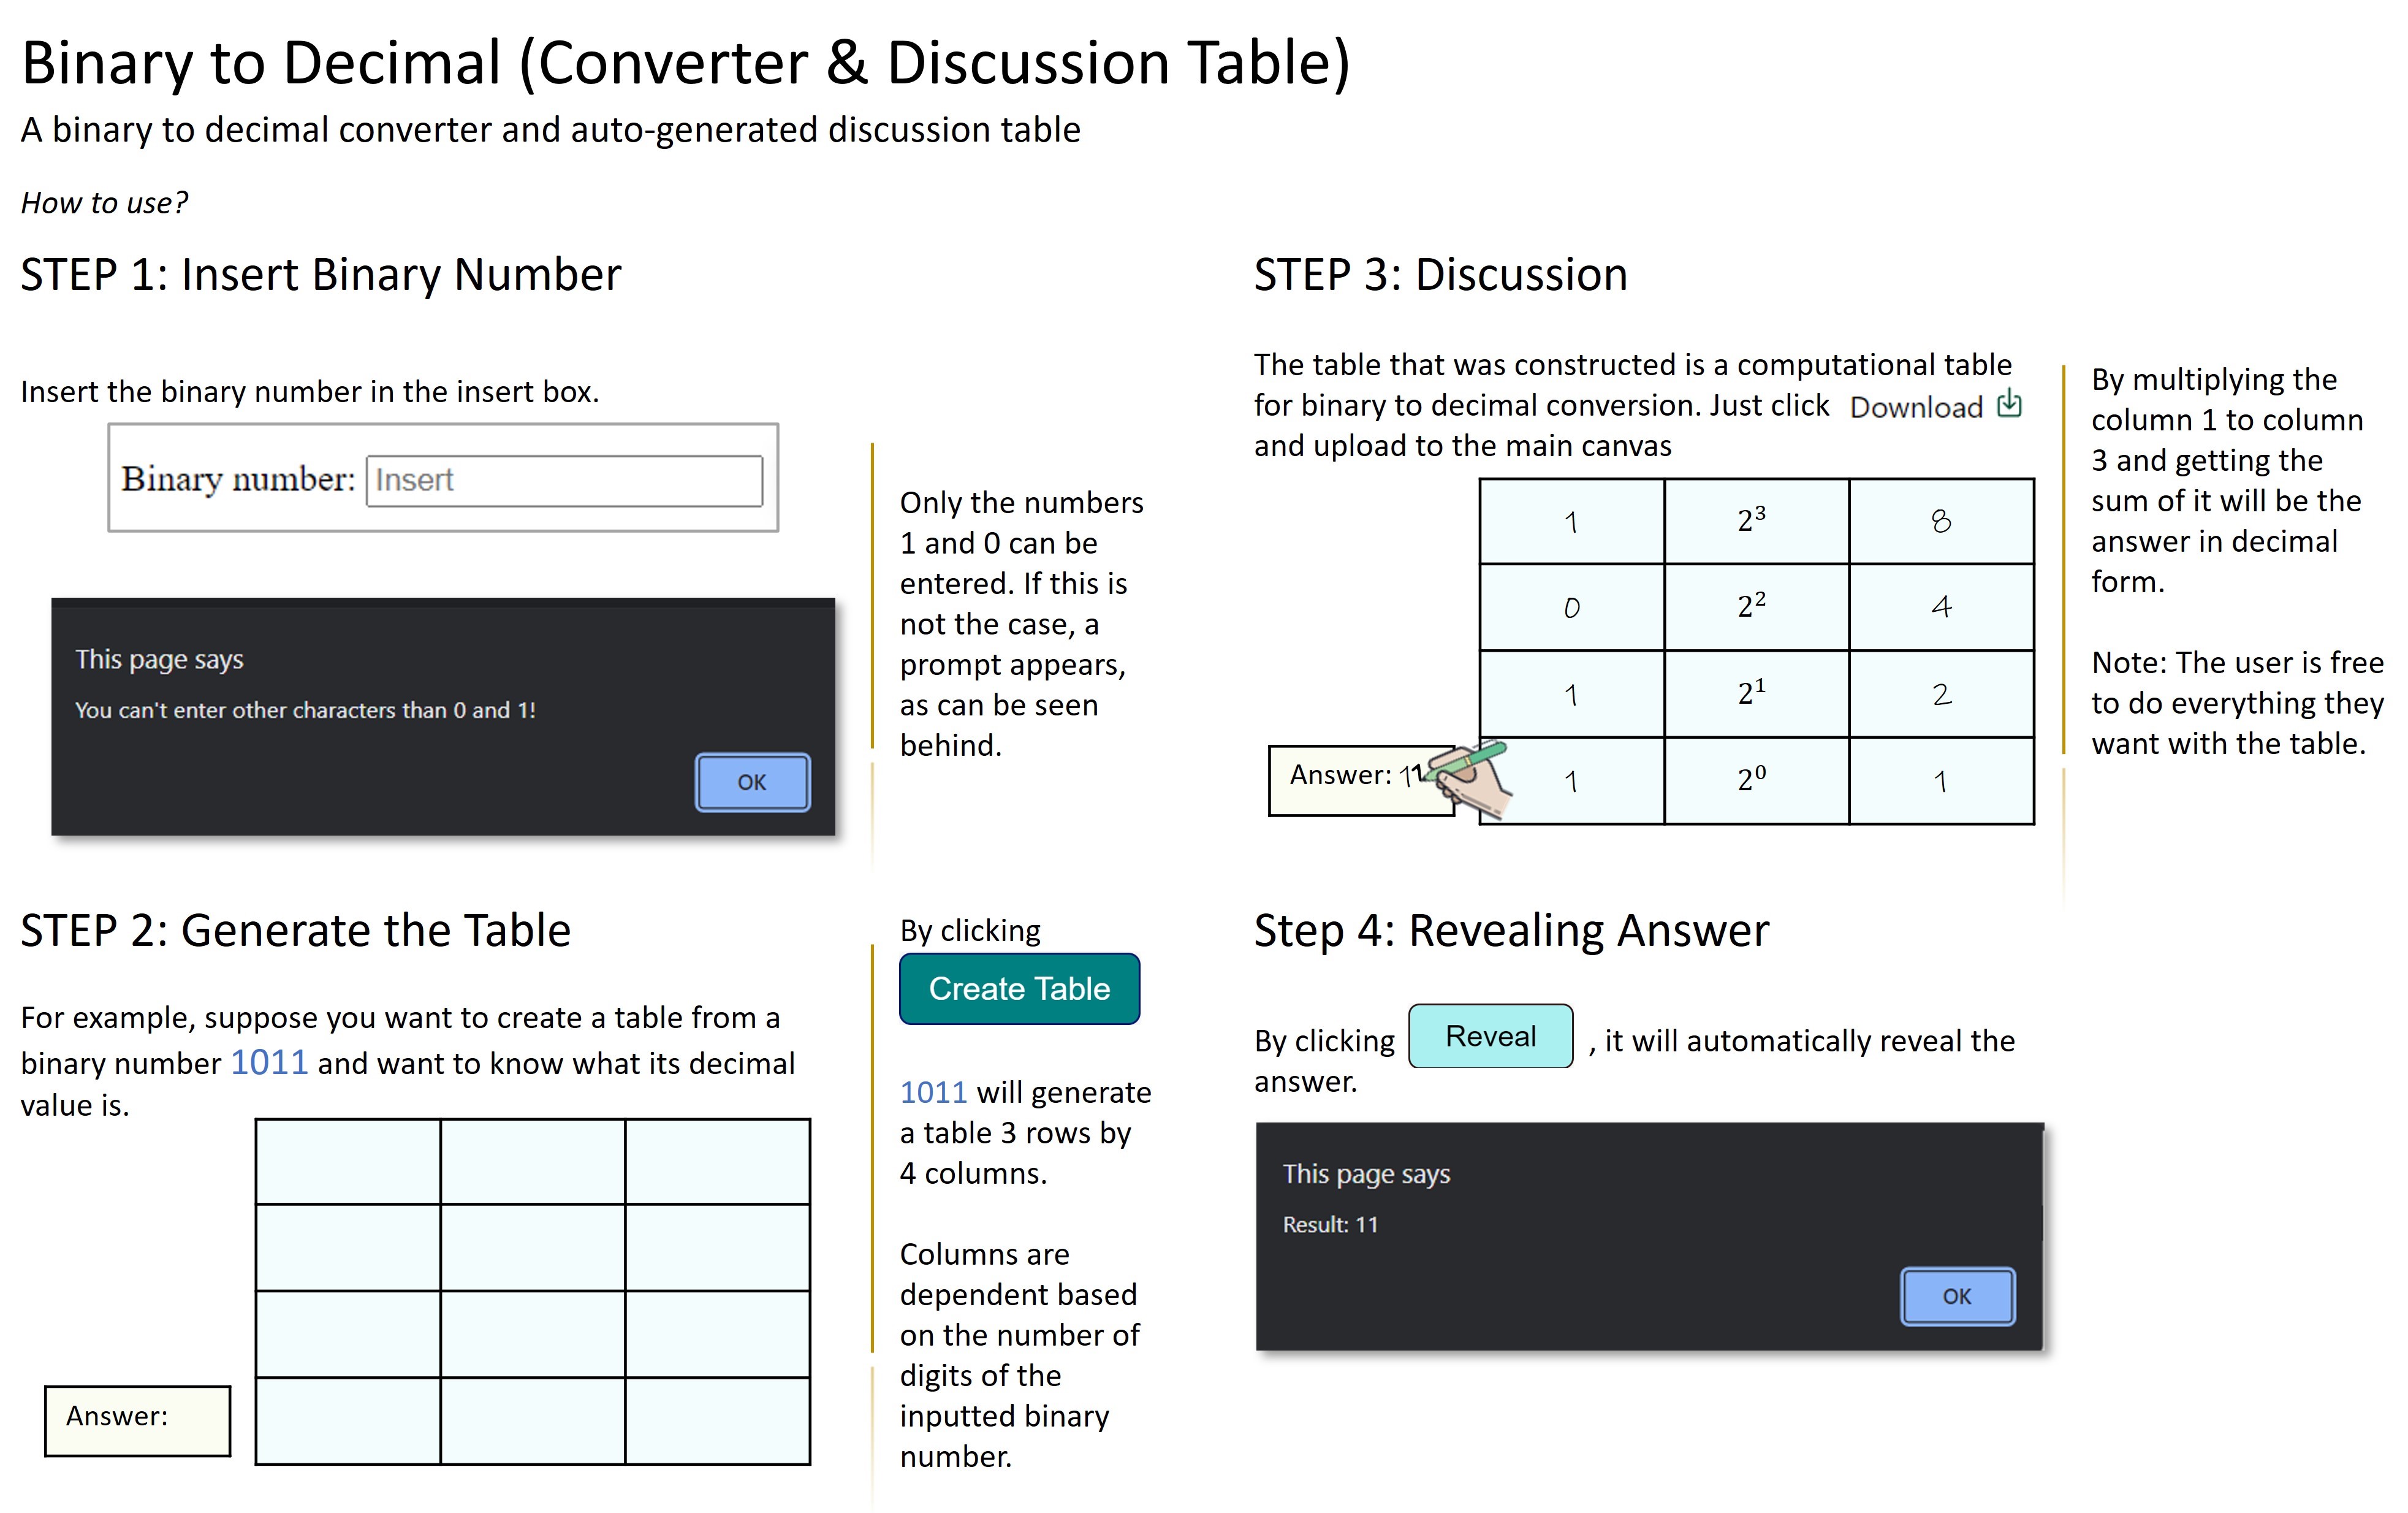 Binary to Decimal (Converter & Discussion Table)
A binary to decimal converter and auto-generated discussion table
How to use?
STEP 1: Insert Binary Number
Insert the binary number in the insert box.
Binary number: Insert
This page says
You can't enter other characters than 0 and 1!
OK
Only the numbers
1 and 0 can be
entered. If this is
not the case, a
prompt appears,
as can be seen
behind.
STEP 2: Generate the Table
For example, suppose you want to create a table from a
binary number 1011 and want to know what its decimal
value is.
Answer:
By clicking
Create Table
1011 will generate
a table 3 rows by
4 columns.
Columns are
dependent based
on the number of
digits of the
inputted binary
number.
STEP 3: Discussion
The table that was constructed is a computational table
for binary to decimal conversion. Just click Download
and upload to the main canvas
1 2³ 8
0 2² 4
1 2¹ 2
1 2⁰ 1
Answer: 11
By multiplying the
column 1 to column
3 and getting the
sum of it will be the
answer in decimal
form.
Note: The user is free
to do everything they
want with the table.
Step 4: Revealing Answer
By clicking Reveal , it will automatically reveal the
answer.
This page says
Result: 11
OK